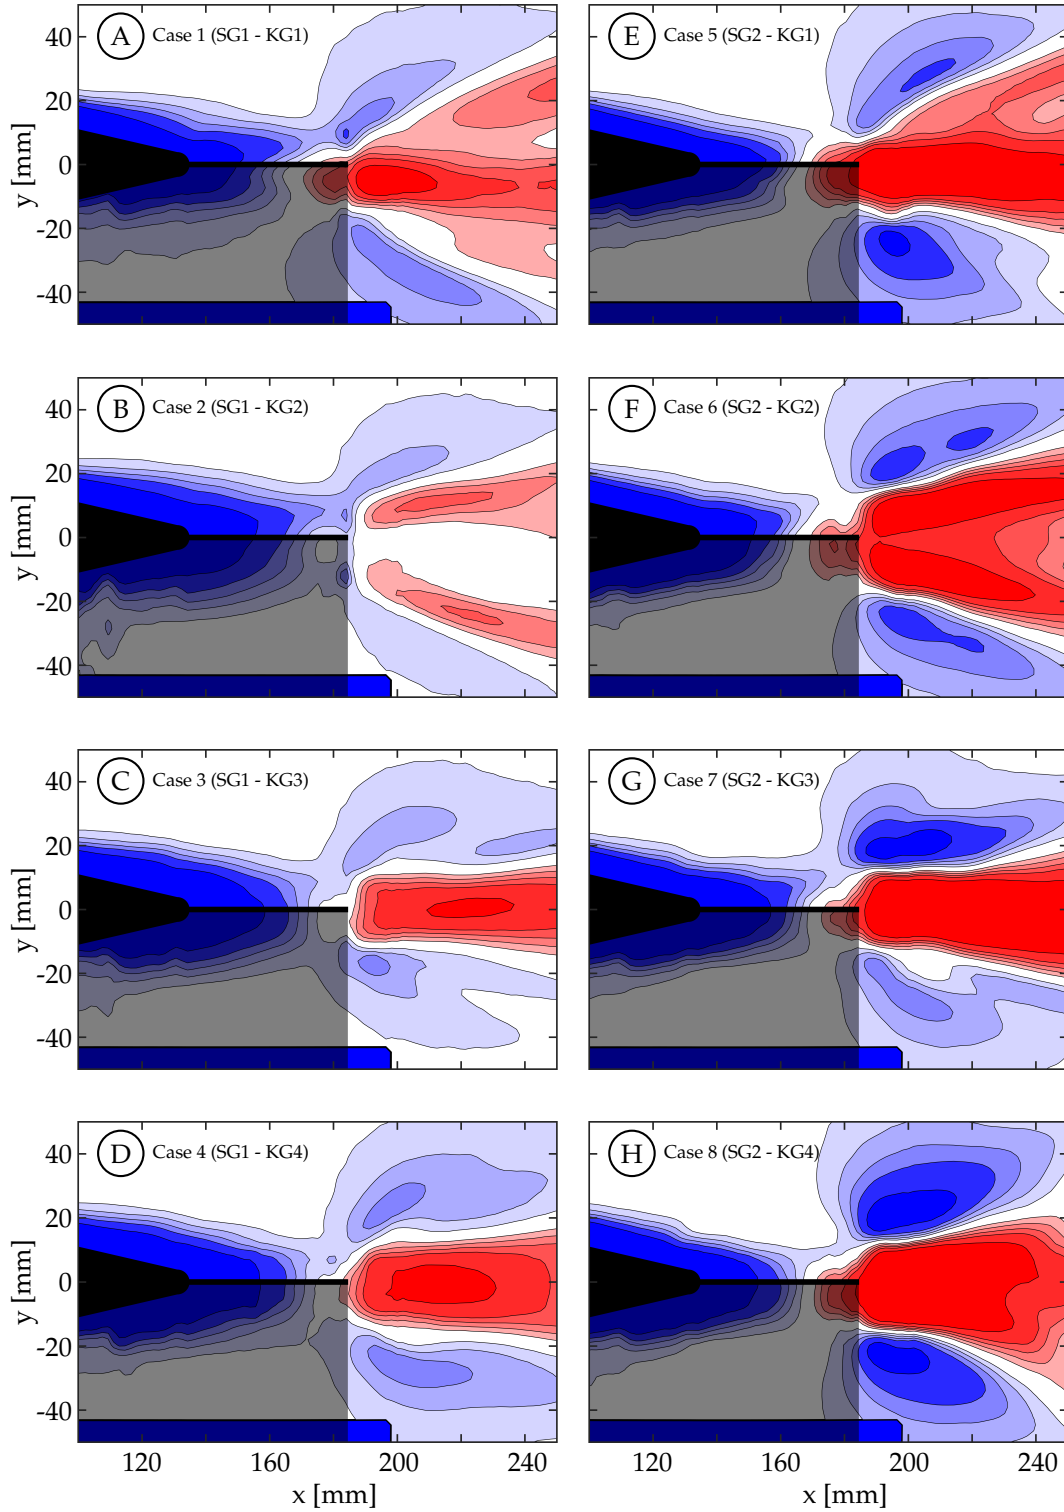 A Case 1 (SG1 - KG1)
E Case 5 (SG2 - KG1)
40
20
0
-20
-40
y [mm]
B Case 2 (SG1 - KG2)
F Case 6 (SG2 - KG2)
40
20
0
-20
-40
y [mm]
C Case 3 (SG1 - KG3)
G Case 7 (SG2 - KG3)
40
20
0
-20
-40
y [mm]
D Case 4 (SG1 - KG4)
H Case 8 (SG2 - KG4)
40
20
0
-20
-40
y [mm]
120 160 200 240
120 160 200 240
x [mm]
x [mm]